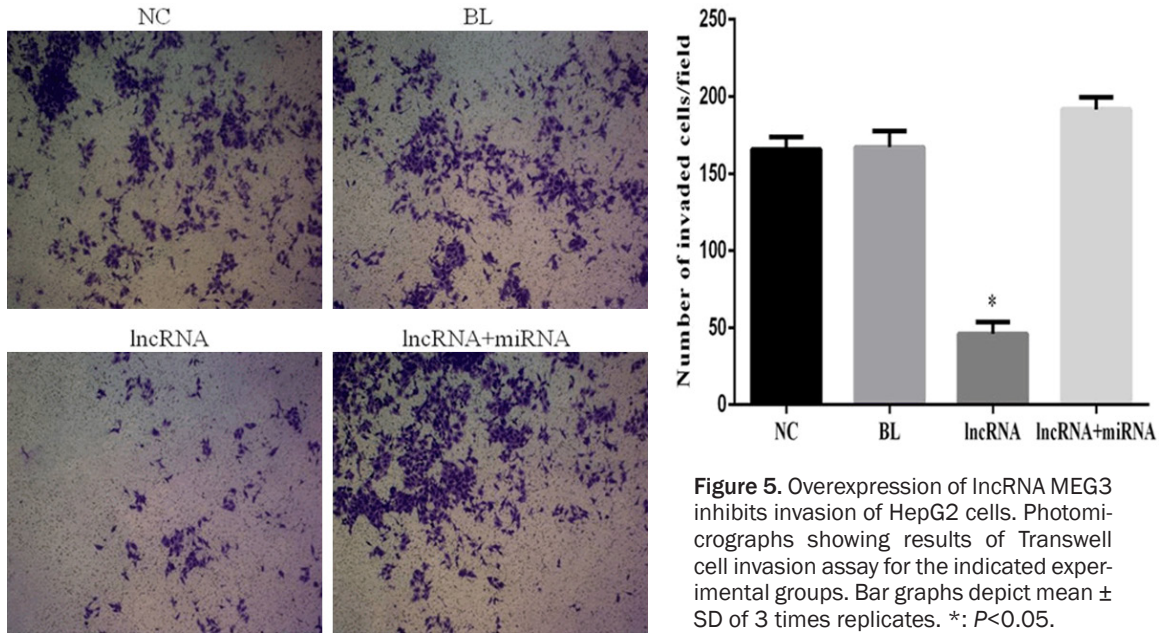 NC
BL
lncRNA
lncRNA+miRNA
Number of invaded cells/field
250
200
150
100
50
0
*
NC
BL
lncRNA
lncRNA+miRNA
Figure 5. Overexpression of lncRNA MEG3
inhibits invasion of HepG2 cells. Photomi-
crographs showing results of Transwell
cell invasion assay for the indicated exper-
imental groups. Bar graphs depict mean ±
SD of 3 times replicates. *: P<0.05.